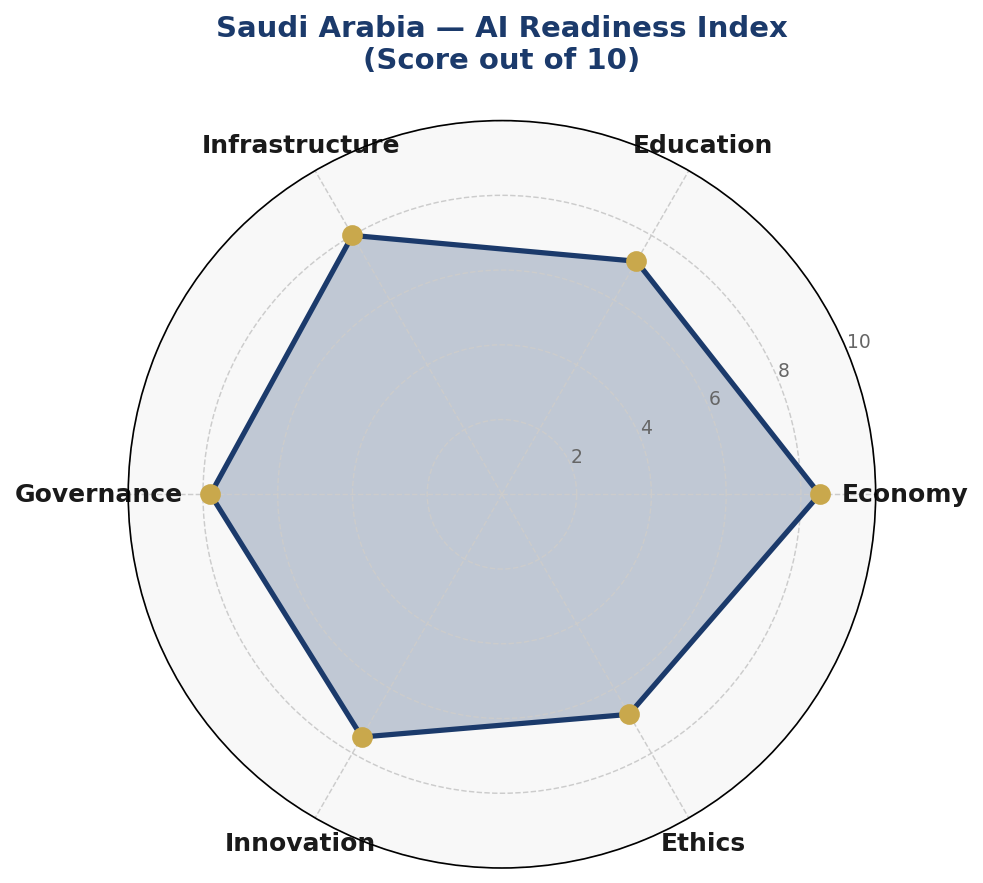 Saudi Arabia — AI Readiness Index
(Score out of 10)
Infrastructure
Education
10
8
6
4
2
Governance
Economy
Innovation
Ethics